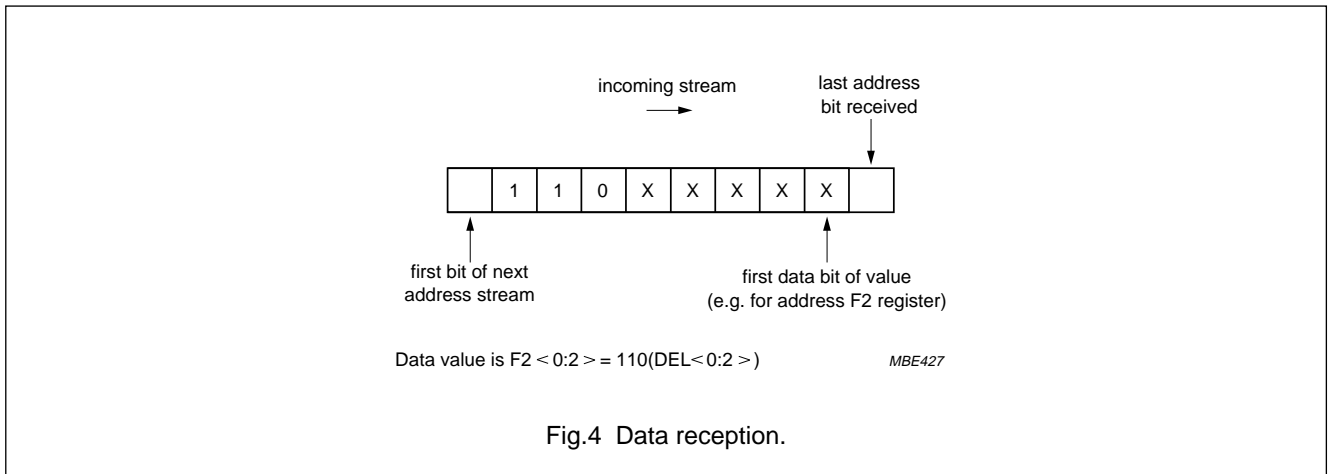 incoming stream
last address
bit received
1 1 0 X X X X X
first bit of next
address stream
first data bit of value
(e.g. for address F2 register)
Data value is F2 < 0:2 > = 110(DEL< 0:2 >)
MBE427
Fig.4 Data reception.